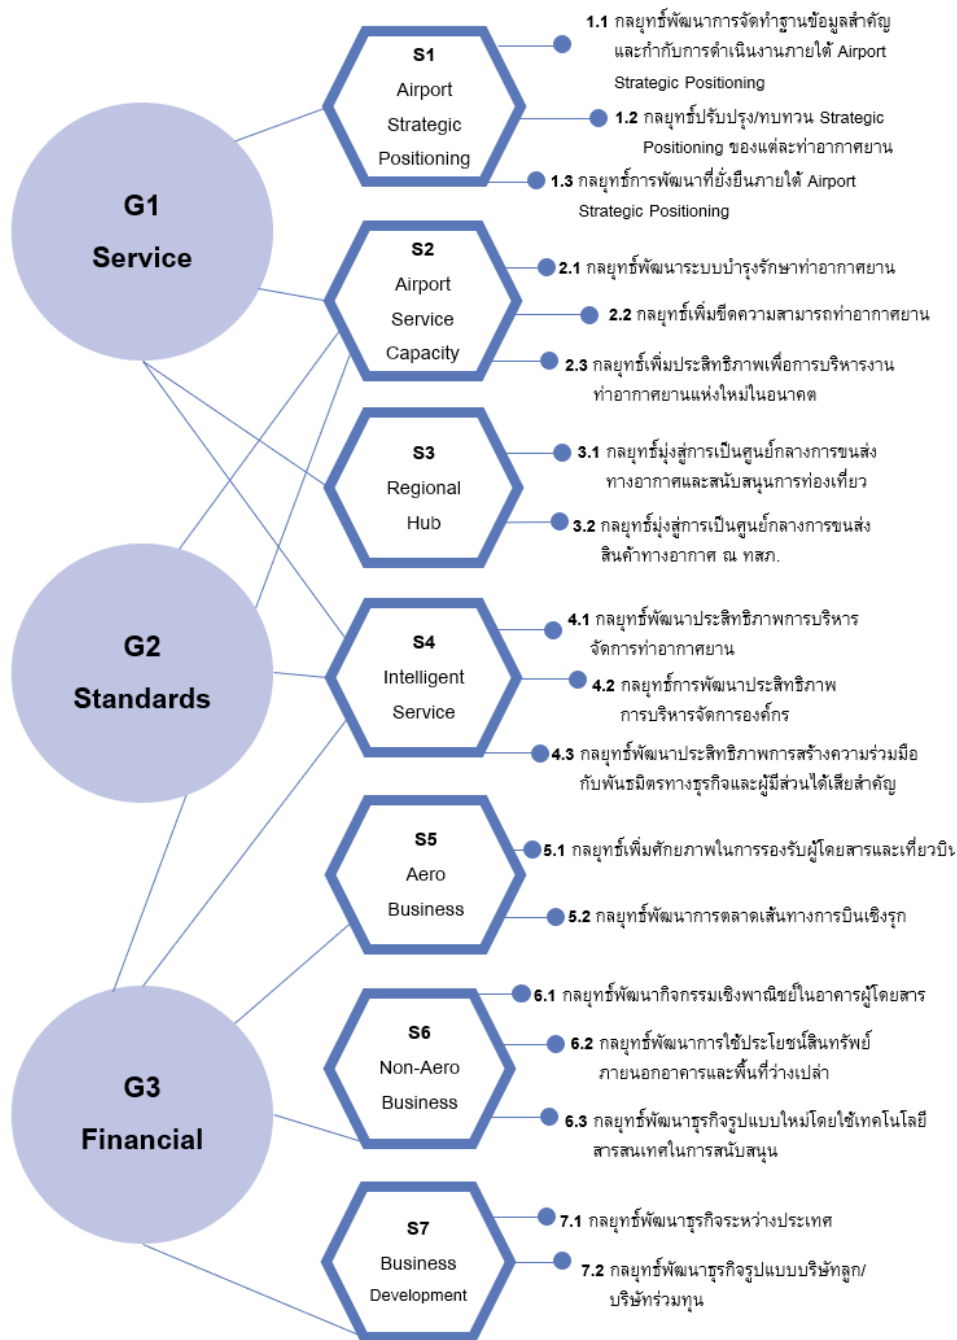 G1
Service
S1
Airport
Strategic
Positioning
1.1 กลยุทธ์พัฒนาการจัดทำฐานข้อมูลสำคัญ
และกำกับการดำเนินงานภายใต้ Airport
Strategic Positioning
1.2 กลยุทธ์ปรับปรุง/ทบทวน Strategic
Positioning ของแต่ละท่าอากาศยาน
1.3 กลยุทธ์การพัฒนาที่ยั่งยืนภายใต้ Airport
Strategic Positioning
S2
Airport
Service
Capacity
2.1 กลยุทธ์พัฒนาระบบบำรุงรักษาท่าอากาศยาน
2.2 กลยุทธ์เพิ่มขีดความสามารถท่าอากาศยาน
2.3 กลยุทธ์เพิ่มประสิทธิภาพเพื่อการบริหารงาน
ท่าอากาศยานแห่งใหม่ในอนาคต
S3
Regional
Hub
3.1 กลยุทธ์มุ่งสู่การเป็นศูนย์กลางการขนส่ง
ทางอากาศและสนับสนุนการท่องเที่ยว
3.2 กลยุทธ์มุ่งสู่การเป็นศูนย์กลางการขนส่ง
สินค้าทางอากาศ ณ ทสภ.
G2
Standards
S4
Intelligent
Service
4.1 กลยุทธ์พัฒนาประสิทธิภาพการบริหาร
จัดการท่าอากาศยาน
4.2 กลยุทธ์การพัฒนาประสิทธิภาพ
การบริหารจัดการองค์กร
4.3 กลยุทธ์พัฒนาประสิทธิภาพการสร้างความร่วมมือ
กับพันธมิตรทางธุรกิจและผู้มีส่วนได้เสียสำคัญ
S5
Aero
Business
5.1 กลยุทธ์เพิ่มศักยภาพในการรองรับผู้โดยสารและเที่ยวบิน
5.2 กลยุทธ์พัฒนาการตลาดเส้นทางการบินเชิงรุก
G3
Financial
S6
Non-Aero
Business
6.1 กลยุทธ์พัฒนากิจกรรมเชิงพาณิชย์ในอาคารผู้โดยสาร
6.2 กลยุทธ์พัฒนาการใช้ประโยชน์สินทรัพย์
ภายนอกอาคารและพื้นที่ว่างเปล่า
6.3 กลยุทธ์พัฒนาธุรกิจรูปแบบใหม่โดยใช้เทคโนโลยี
สารสนเทศในการสนับสนุน
S7
Business
Development
7.1 กลยุทธ์พัฒนาธุรกิจระหว่างประเทศ
7.2 กลยุทธ์พัฒนาธุรกิจรูปแบบบริษัทลูก/
บริษัทร่วมทุน